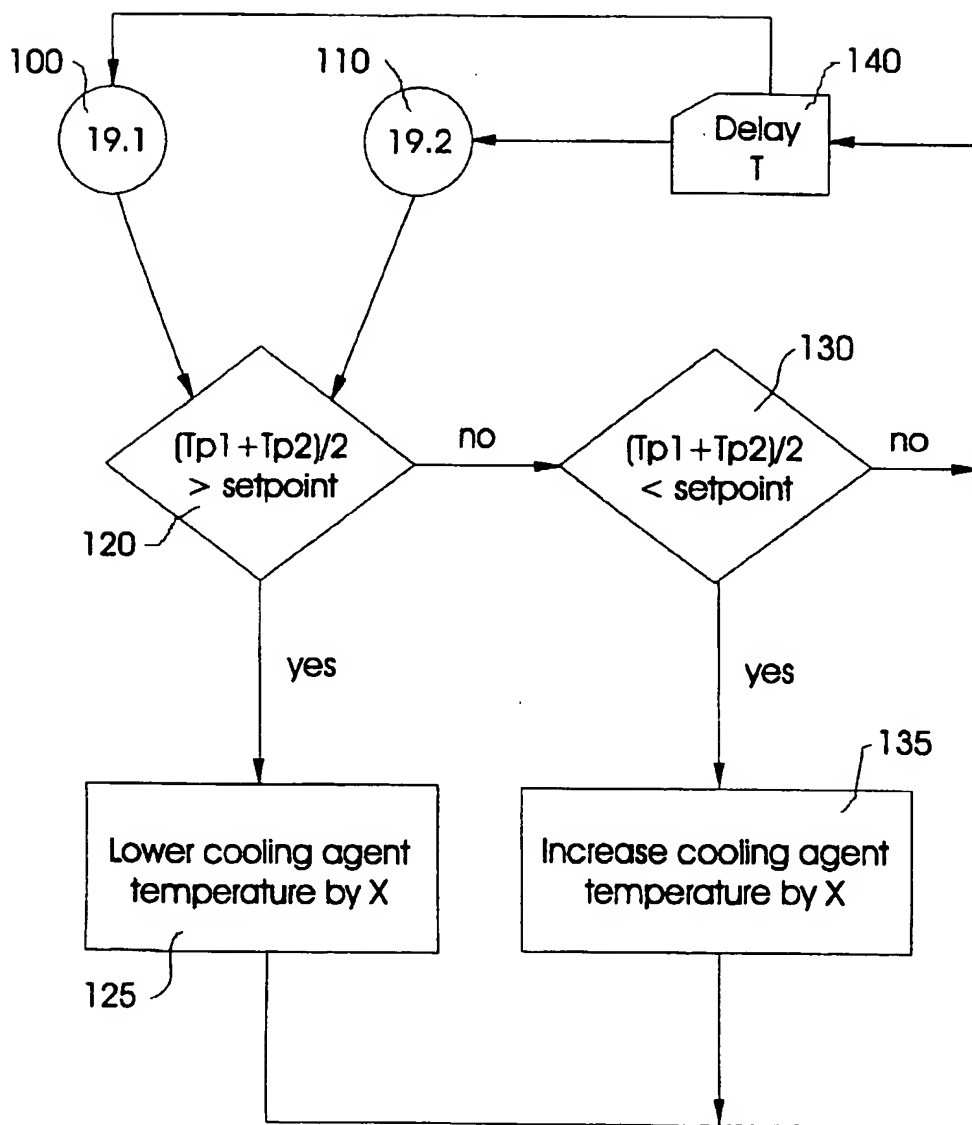 100
110
140
19.1
19.2
Delay
T
130
(Tp1+Tp2)/2
> setpoint
no
(Tp1+Tp2)/2
< setpoint
no
120
yes
yes
135
Lower cooling agent
temperature by X
Increase cooling agent
temperature by X
125